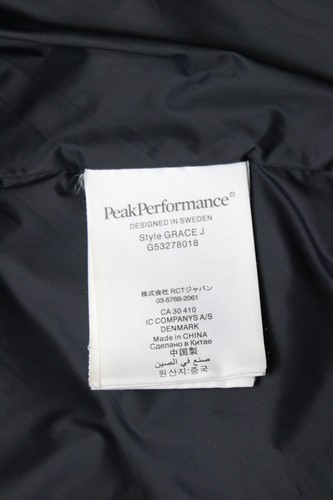 PeakPerformance®
DESIGNED IN SWEDEN
Style GRACE J
G53278018
株式会社 RCTジャパン
03-5768-2061
CA 30 410
IC COMPANYS A/S
DENMARK
Made in CHINA
Сделано в Китае
中国製
صنع في الصين
원산지:중국